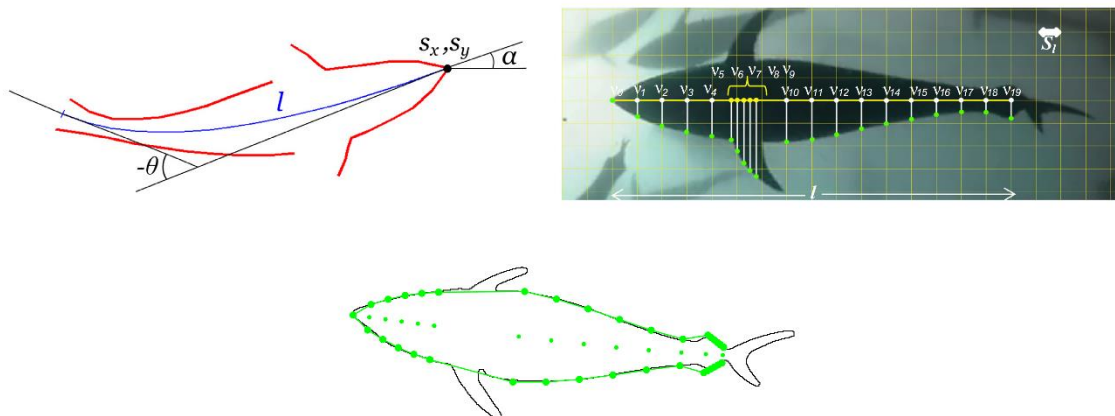 s_x,s_y
α
l
-θ
S_l
v_5 v_6 v_7 v_8 v_9
v_0 v_1 v_2 v_3 v_4 v_10 v_11 v_12 v_13 v_14 v_15 v_16 v_17 v_18 v_19
l